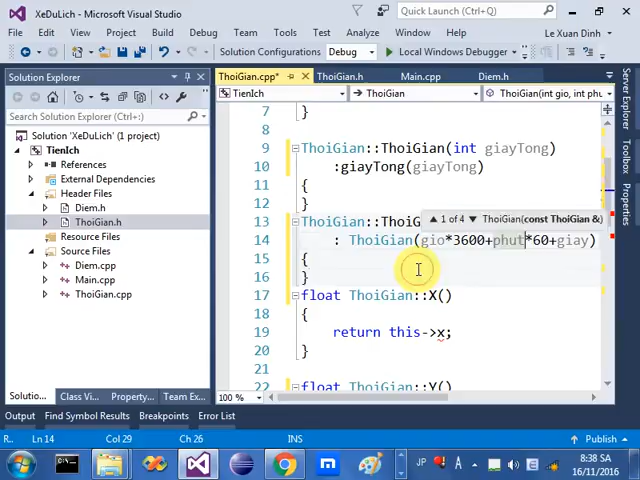 XeDuLich - Microsoft Visual Studio
Quick Launch (Ctrl+Q)
File Edit View Project Build Debug Team Tools Test Analyze Window Help
Le Xuan Dinh
Debug
Local Windows Debugger
Solution Explorer
Search Solution Explorer (Ctrl+;)
Solution 'XeDuLich' (1 project)
TienIch
References
External Dependencies
Header Files
Diem.h
ThoiGian.h
Resource Files
Source Files
Diem.cpp
Main.cpp
ThoiGian.cpp
Solutio... Class Vi... Property... Team Ex...
ThoiGian.cpp* ThoiGian.h Main.cpp Diem.h
TienIch ThoiGian ThoiGian(int gio, int phu
7 }
8
9 ThoiGian::ThoiGian(int giayTong)
10 :giayTong(giayTong)
11 {
12 }
13 ThoiGian::ThoiG
1 of 4 ThoiGian(const ThoiGian &)
14 : ThoiGian(gio*3600+phut*60+giay)
15 {
16 }
17 float ThoiGian::X()
18 {
19 return this->x;
20 }
21
22 float ThoiGian::Y()
100 %
Server Explorer
Properties
Output Find Symbol Results Breakpoints Error List
R.. Ln 14 Col 29 Ch 26 INS Publish
JP A
8:38 SA
16/11/2016